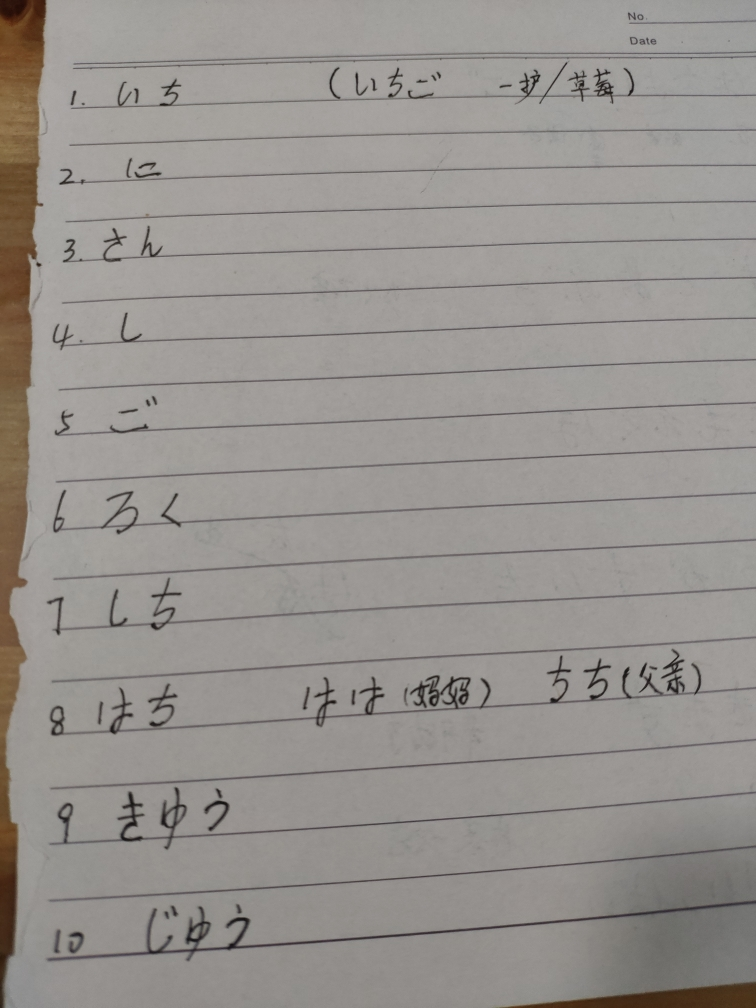 No.
Date
1. いち (いちご 一护/草莓)
2. に
3. さん
4. し
5 ご
6 ろく
7 しち
8 はち はは (妈妈) ちち (父亲)
9 きゆう
10 じゆう